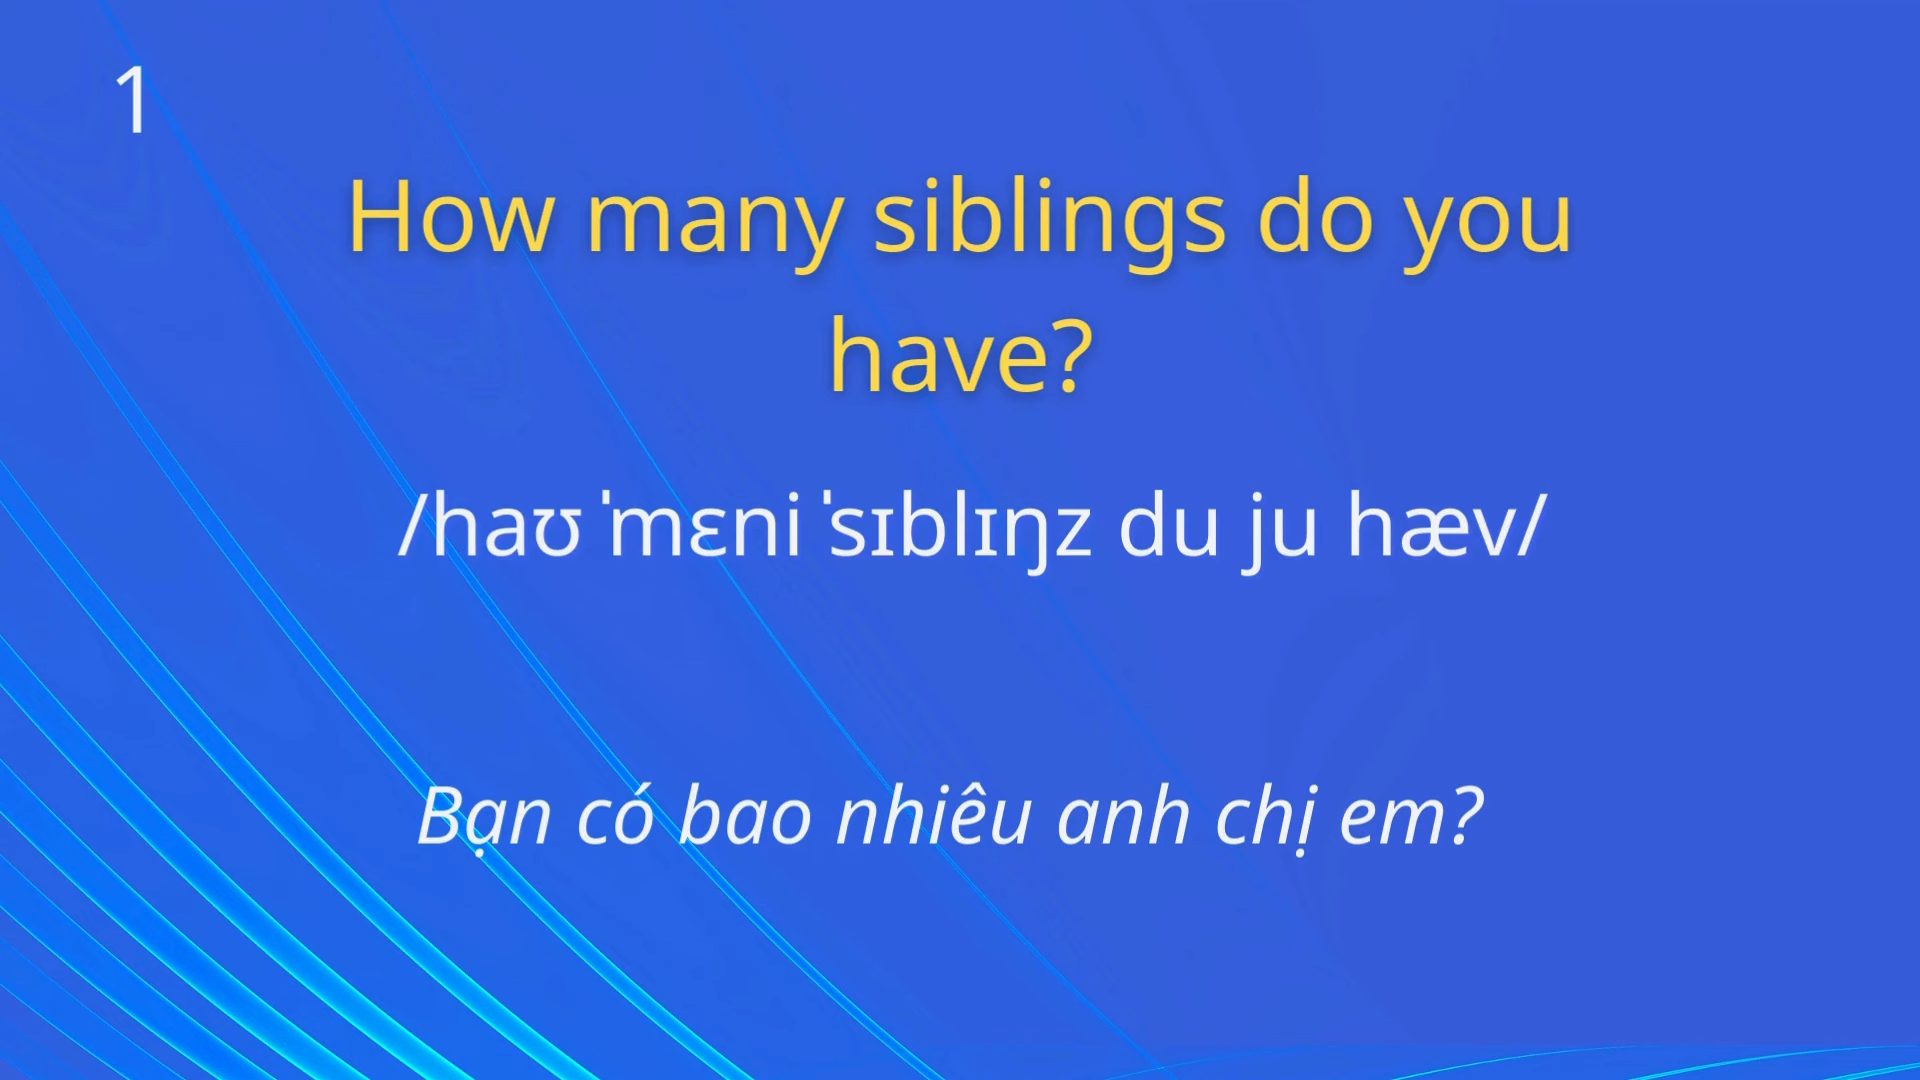 1
How many siblings do you
have?
/haʊ ˈmɛni ˈsɪblɪŋz du ju hæv/
Bạn có bao nhiêu anh chị em?